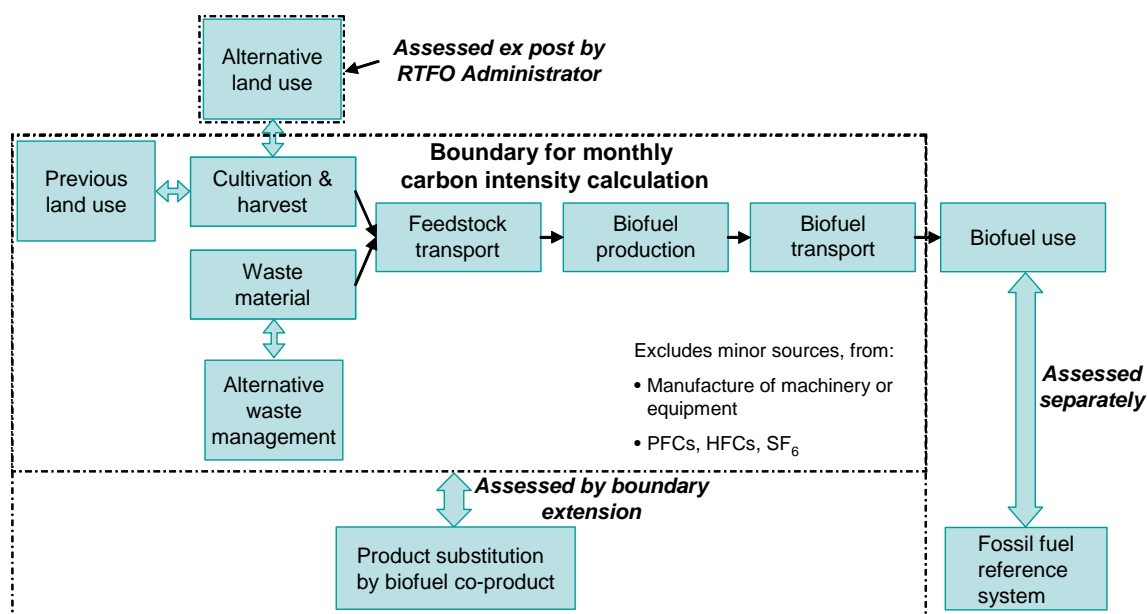 Alternative
land use
Assessed ex post by
RTFO Administrator
Boundary for monthly
carbon intensity calculation
Previous
land use
Cultivation &
harvest
Waste
material
Alternative
waste
management
Feedstock
transport
Biofuel
production
Biofuel
transport
Biofuel use
Excludes minor sources, from:
• Manufacture of machinery or
equipment
• PFCs, HFCs, SF6
Assessed
separately
Assessed by boundary
extension
Product substitution
by biofuel co-product
Fossil fuel
reference
system